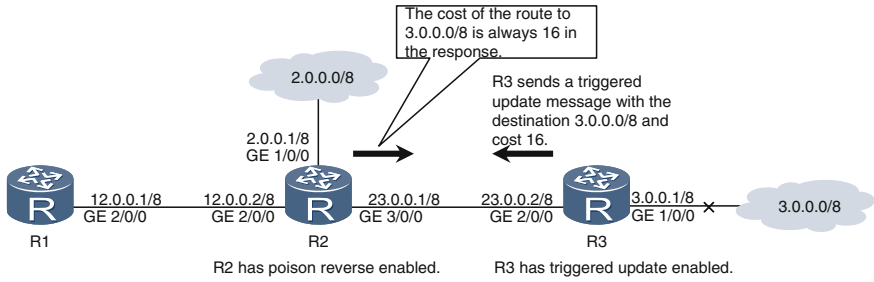 The cost of the route to
3.0.0.0/8 is always 16 in
the response.
2.0.0.0/8
R3 sends a triggered
update message with the
destination 3.0.0.0/8 and
cost 16.
2.0.0.1/8
GE 1/0/0
R
12.0.0.1/8
GE 2/0/0
12.0.0.2/8
GE 2/0/0
R
23.0.0.1/8
GE 3/0/0
23.0.0.2/8
GE 2/0/0
R
3.0.0.1/8
GE 1/0/0
3.0.0.0/8
R1
R2
R3
R2 has poison reverse enabled.
R3 has triggered update enabled.